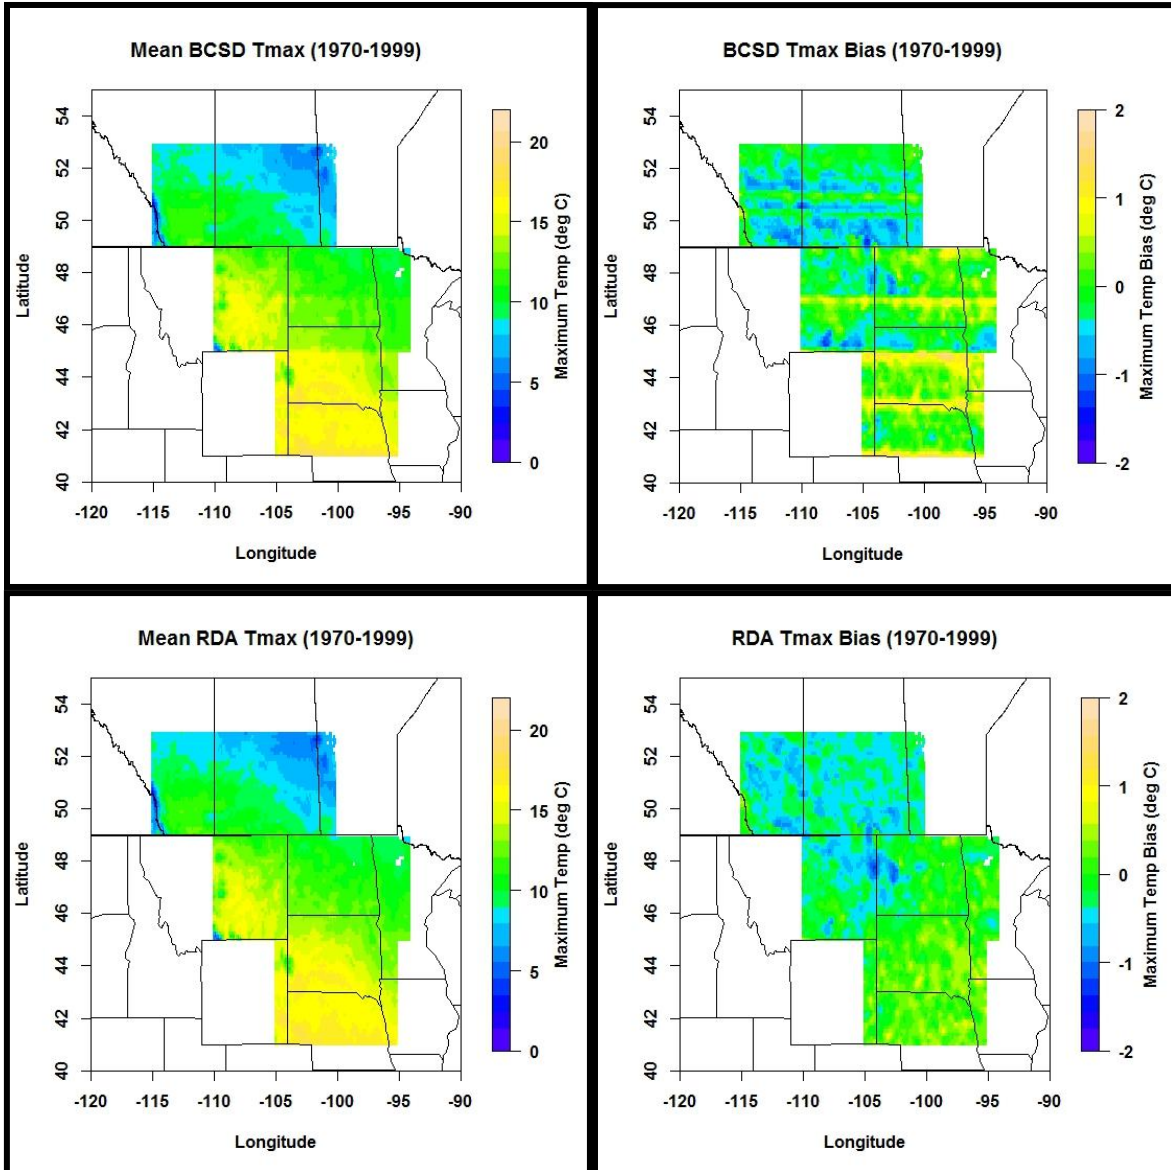 Mean BCSD Tmax (1970-1999)
Latitude
54
52
50
48
46
44
42
40
-120 -115 -110 -105 -100 -95 -90
Longitude
20
15
10
5
0
Maximum Temp (deg C)
BCSD Tmax Bias (1970-1999)
Latitude
54
52
50
48
46
44
42
40
-120 -115 -110 -105 -100 -95 -90
Longitude
2
1
0
-1
-2
Maximum Temp Bias (deg C)
Mean RDA Tmax (1970-1999)
Latitude
54
52
50
48
46
44
42
40
-120 -115 -110 -105 -100 -95 -90
Longitude
20
15
10
5
0
Maximum Temp (deg C)
RDA Tmax Bias (1970-1999)
Latitude
54
52
50
48
46
44
42
40
-120 -115 -110 -105 -100 -95 -90
Longitude
2
1
0
-1
-2
Maximum Temp Bias (deg C)